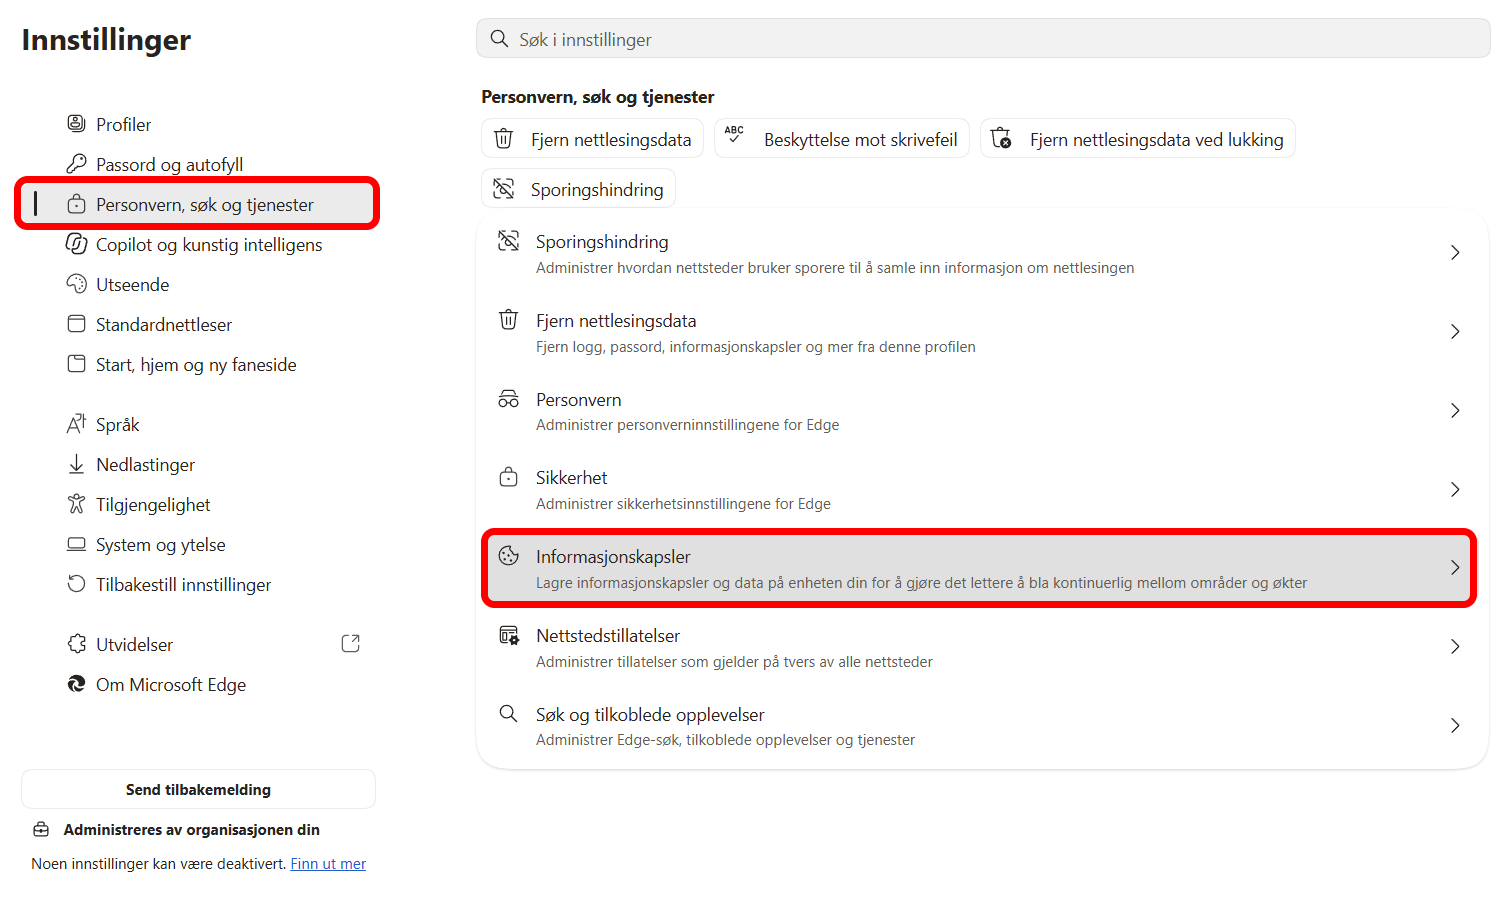 Innstillinger
Søk i innstillinger
Profiler
Passord og autofyll
Personvern, søk og tjenester
Copilot og kunstig intelligens
Utseende
Standardnettleser
Start, hjem og ny faneside
Språk
Nedlastinger
Tilgjengelighet
System og ytelse
Tilbakestill innstillinger
Utvidelser
Om Microsoft Edge
Send tilbakemelding
Administreres av organisasjonen din
Noen innstillinger kan være deaktivert. Finn ut mer
Personvern, søk og tjenester
Fjern nettlesingsdata
ABC Beskyttelse mot skrivefeil
Fjern nettlesingsdata ved lukking
Sporingshindring
Sporingshindring
Administrer hvordan nettsteder bruker sporere til å samle inn informasjon om nettlesingen
Fjern nettlesingsdata
Fjern logg, passord, informasjonskapsler og mer fra denne profilen
Personvern
Administrer personverninnstillingene for Edge
Sikkerhet
Administrer sikkerhetsinnstillingene for Edge
Informasjonskapsler
Lagre informasjonskapsler og data på enheten din for å gjøre det lettere å bla kontinuerlig mellom områder og økter
Nettstedstillatelser
Administrer tillatelser som gjelder på tvers av alle nettsteder
Søk og tilkoblede opplevelser
Administrer Edge-søk, tilkoblede opplevelser og tjenester